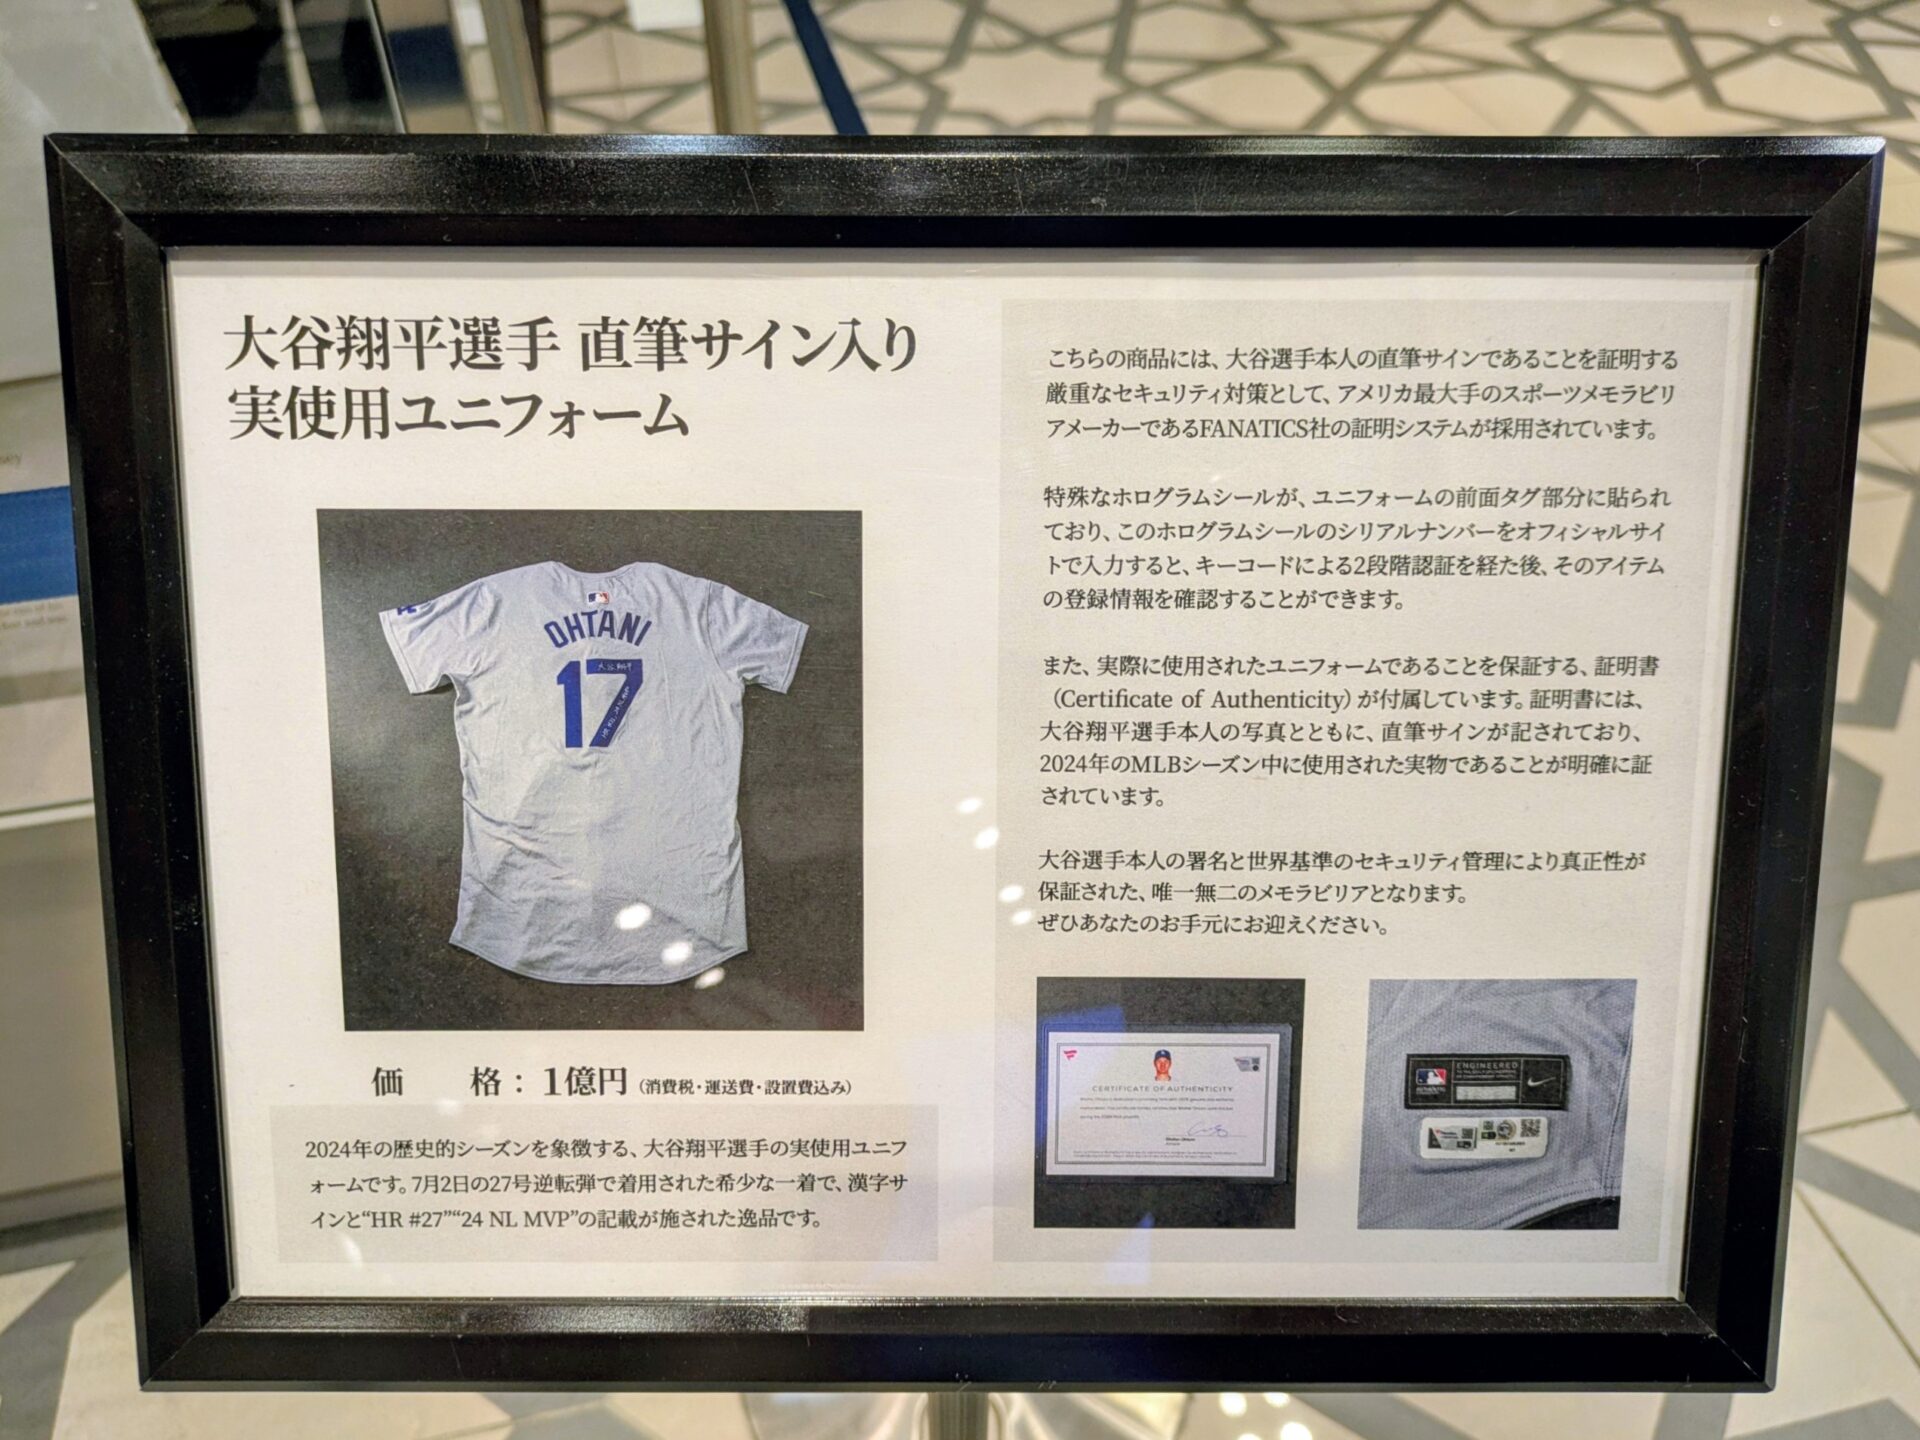 大谷翔平選手 直筆サイン入り
実使用ユニフォーム
OHTANI
17
大谷翔平
価　　格：1億円（消費税・運送費・設置費込み）
2024年の歴史的シーズンを象徴する、大谷翔平選手の実使用ユニフ
ォームです。7月2日の27号逆転弾で着用された希少な一着で、漢字サ
インと“HR #27”“24 NL MVP”の記載が施された逸品です。
こちらの商品には、大谷選手本人の直筆サインであることを証明する
厳重なセキュリティ対策として、アメリカ最大手のスポーツメモラビリ
アメーカーであるFANATICS社の証明システムが採用されています。
特殊なホログラムシールが、ユニフォームの前面タグ部分に貼られ
ており、このホログラムシールのシリアルナンバーをオフィシャルサイ
トで入力すると、キーコードによる2段階認証を経た後、そのアイテム
の登録情報を確認することができます。
また、実際に使用されたユニフォームであることを保証する、証明書
（Certificate of Authenticity）が付属しています。証明書には、
大谷翔平選手本人の写真とともに、直筆サインが記されており、
2024年のMLBシーズン中に使用された実物であることが明確に証
されています。
大谷選手本人の署名と世界基準のセキュリティ管理により真正性が
保証された、唯一無二のメモラビリアとなります。
ぜひあなたのお手元にお迎えください。
CERTIFICATE OF AUTHENTICITY
ENGINEERED